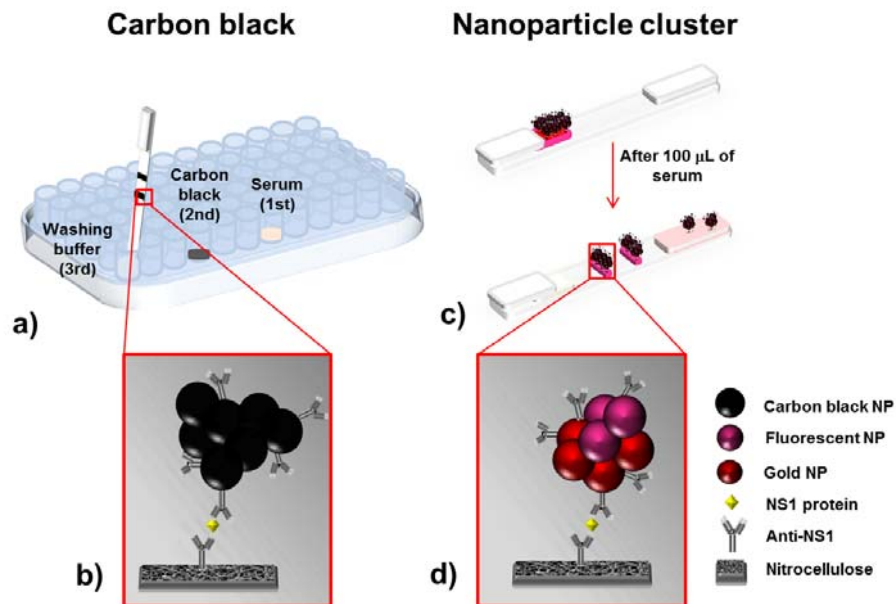 Carbon black
Nanoparticle cluster
Carbon
black
(2nd)
Serum
(1st)
Washing
buffer
(3rd)
a)
After 100 μL of
serum
c)
b)
d)
Carbon black NP
Fluorescent NP
Gold NP
NS1 protein
Anti-NS1
Nitrocellulose